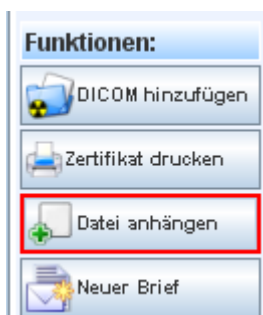 Funktionen:
DICOM hinzufügen
Zertifikat drucken
Datei anhängen
Neuer Brief